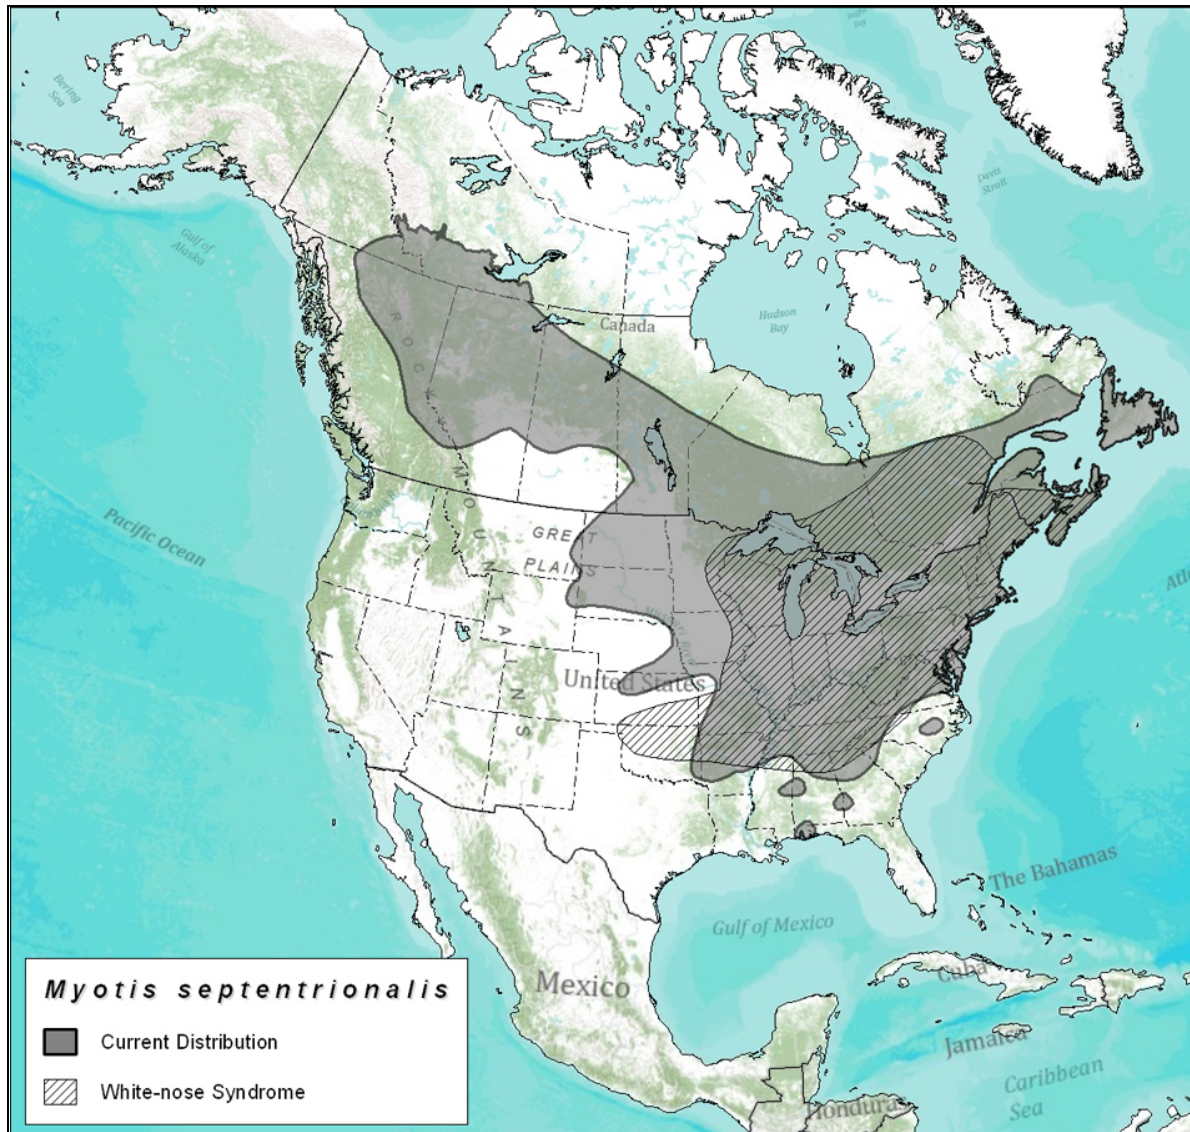 Bering
Sea
Davis
Strait
Gulf of
Alaska
Hudson
Bay
Canada
ROCKY MOUNTAINS
GREAT
PLAINS
Pacific Ocean
United States
The Bahamas
Gulf of Mexico
Mexico
Cuba
Jamaica
Caribbean
Sea
Honduras
Myotis septentrionalis
Current Distribution
White-nose Syndrome